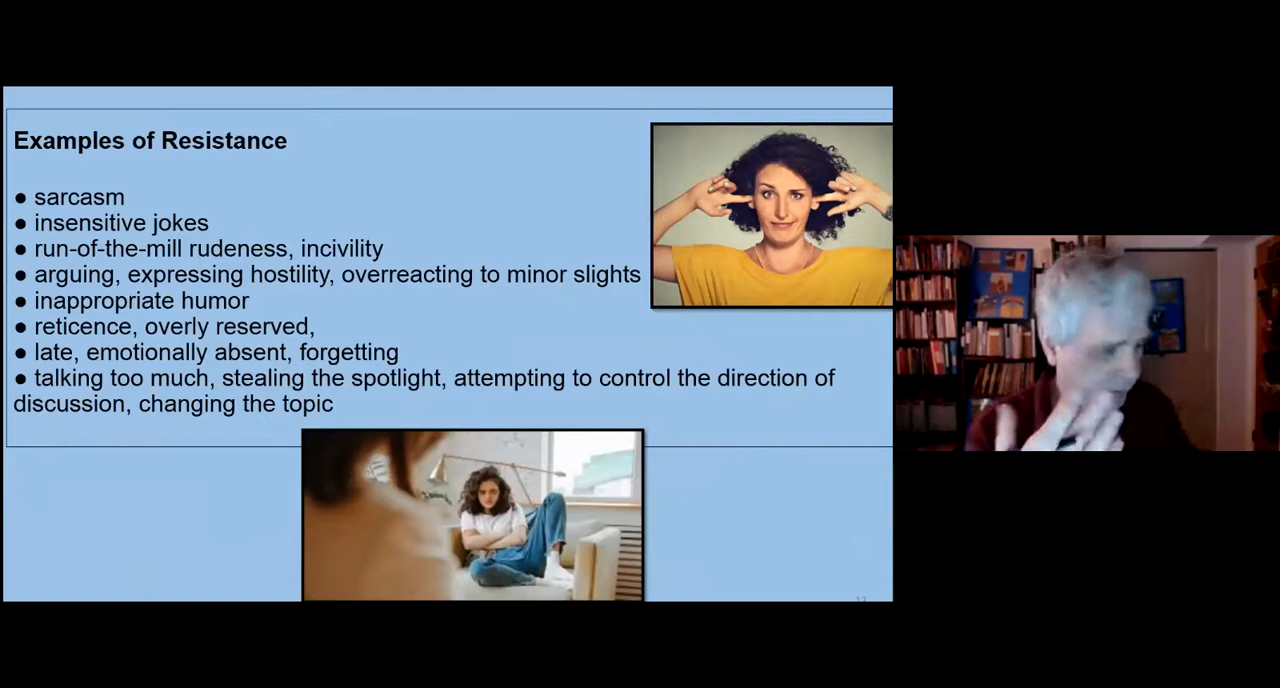 Examples of Resistance
● sarcasm
● insensitive jokes
● run-of-the-mill rudeness, incivility
● arguing, expressing hostility, overreacting to minor slights
● inappropriate humor
● reticence, overly reserved,
● late, emotionally absent, forgetting
● talking too much, stealing the spotlight, attempting to control the direction of
discussion, changing the topic